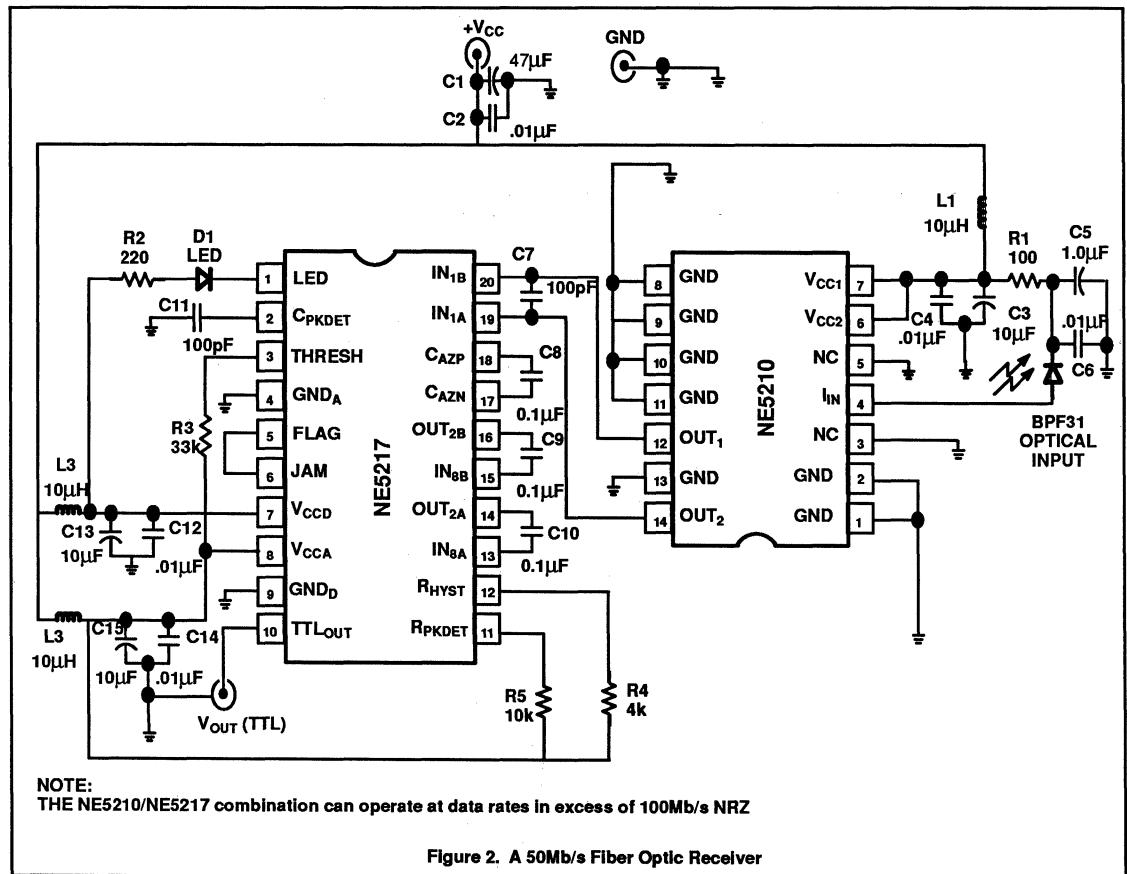 +VCC
GND
C1
47µF
C2
.01µF
L1
10µH
R2
220
D1
LED
C11
100pF
R3
33k
L3
10µH
C13
10µF
C12
.01µF
L3
10µH
C15
10µF
C14
.01µF
VOUT (TTL)
NE5217
1 LED
2 CPKDET
3 THRESH
4 GNDA
5 FLAG
6 JAM
7 VCCD
8 VCCA
9 GNDD
10 TTLOUT
IN1B 20
IN1A 19
CAZP 18
CAZN 17
OUT2B 16
IN8B 15
OUT2A 14
IN8A 13
RHYST 12
RPKDET 11
C7
100pF
C8
0.1µF
C9
0.1µF
C10
0.1µF
R5
10k
R4
4k
NE5210
8 GND
9 GND
10 GND
11 GND
12 OUT1
13 GND
14 OUT2
VCC1 7
VCC2 6
NC 5
IIN 4
NC 3
GND 2
GND 1
R1
100
C5
1.0µF
C4
.01µF
C3
10µF
.01µF
C6
BPF31
OPTICAL
INPUT
NOTE:
THE NE5210/NE5217 combination can operate at data rates in excess of 100Mb/s NRZ
Figure 2. A 50Mb/s Fiber Optic Receiver